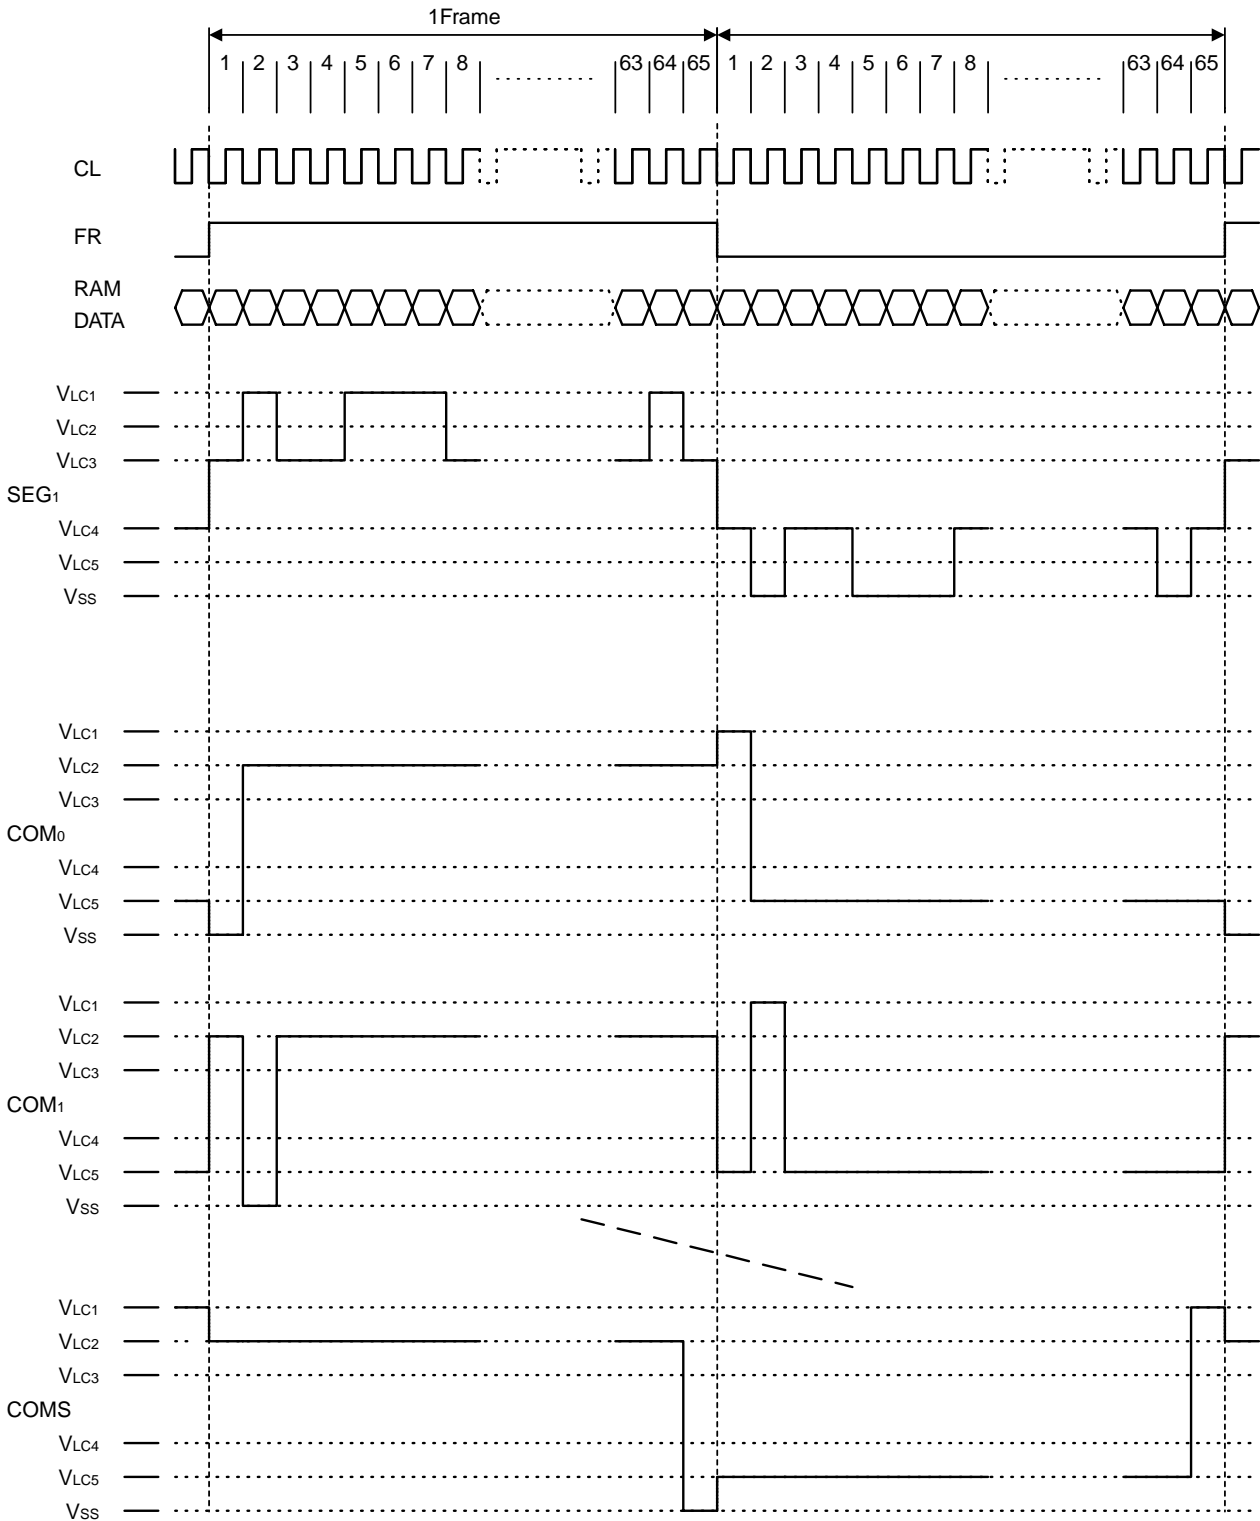 1Frame
1 2 3 4 5 6 7 8 63 64 65 1 2 3 4 5 6 7 8 63 64 65
CL
FR
RAM
DATA
VLC1
VLC2
VLC3
SEG1
VLC4
VLC5
VSS
VLC1
VLC2
VLC3
COM0
VLC4
VLC5
VSS
VLC1
VLC2
VLC3
COM1
VLC4
VLC5
VSS
VLC1
VLC2
VLC3
COMS
VLC4
VLC5
VSS